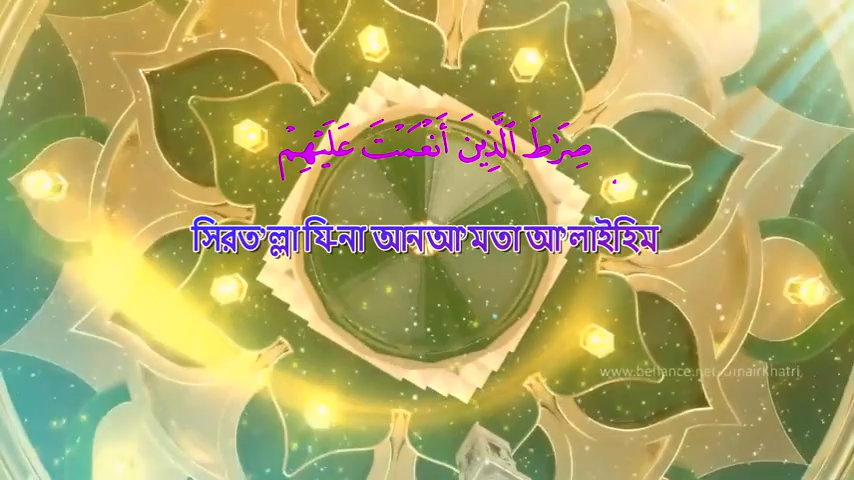 صِرَٰطَ ٱلَّذِينَ أَنۡعَمۡتَ عَلَيۡهِمۡ
সিরত'ল্লা যি-না আনআ'মতা আ'লাইহিম
www.behance.net/UmairKhatri